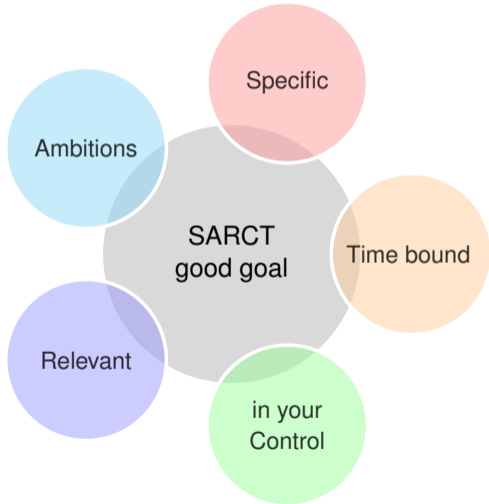 Specific
Ambitions
SARCT
good goal
Time bound
Relevant
in your
Control